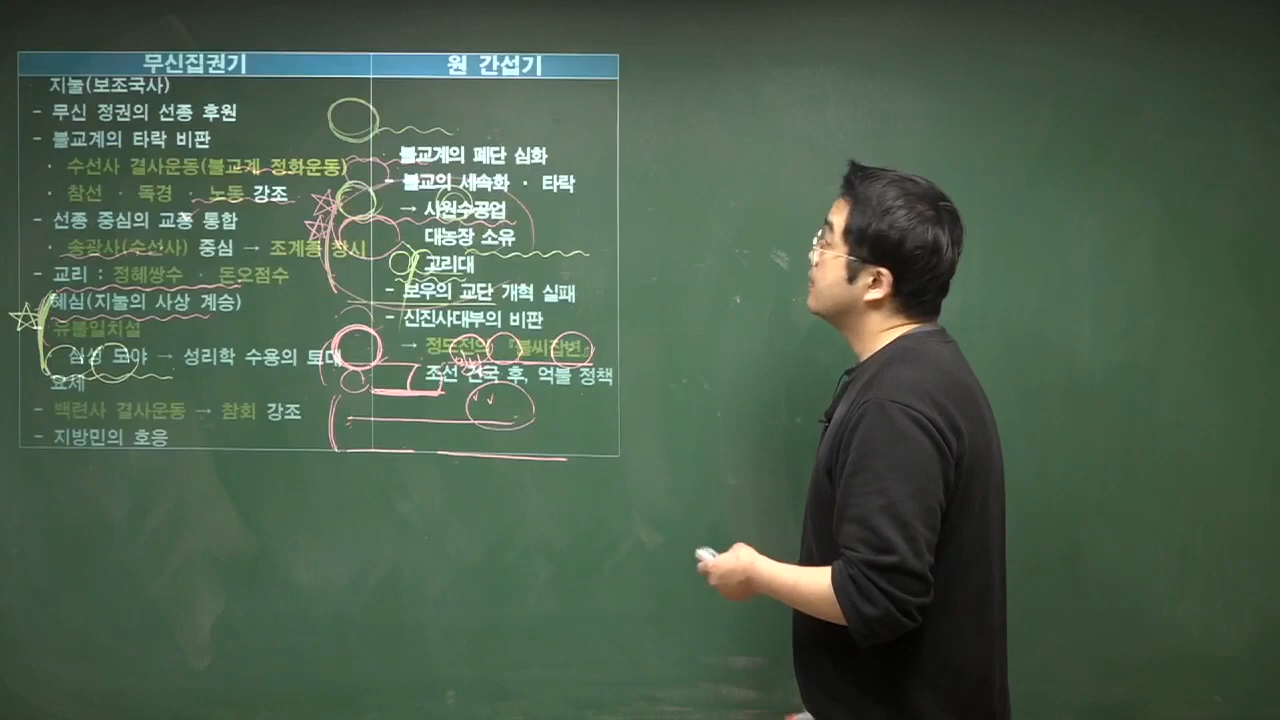 무신집권기
지눌(보조국사)
- 무신 정권의 선종 후원
- 불교계의 타락 비판
· 수선사 결사운동(불교계 정화운동)
· 참선 · 독경 · 노동 강조
- 선종 중심의 교종 통합
· 송광사(수선사) 중심 → 조계종 창시
- 교리 : 정혜쌍수 · 돈오점수
혜심(지눌의 사상 계승)
유불일치설
심성 도야 → 성리학 수용의 토대
요세
- 백련사 결사운동 → 참회 강조
- 지방민의 호응
원 간섭기
불교계의 폐단 심화
- 불교의 세속화 · 타락
→ 사원수공업
대농장 소유
고리대
- 보우의 교단 개혁 실패
- 신진사대부의 비판
→ 정도전의 『불씨잡변』
조선 건국 후, 억불 정책